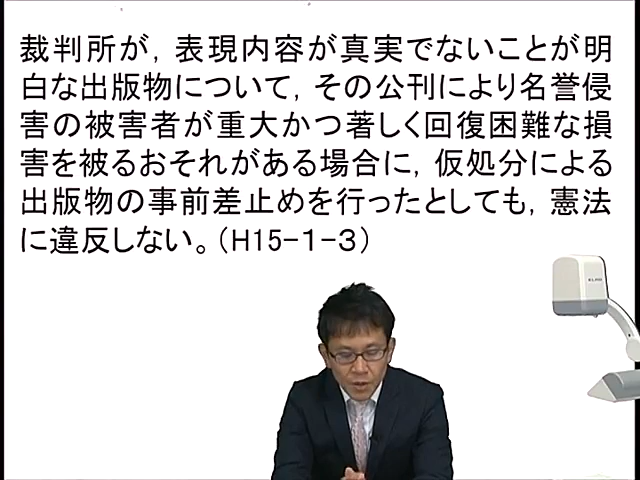 裁判所が，表現内容が真実でないことが明
白な出版物について，その公刊により名誉侵
害の被害者が重大かつ著しく回復困難な損
害を被るおそれがある場合に，仮処分による
出版物の事前差止めを行ったとしても，憲法
に違反しない。（H15－1－3）